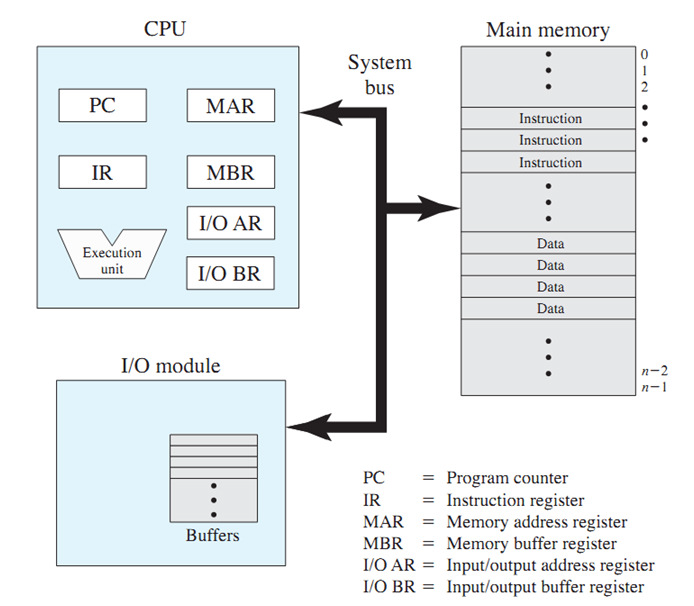 CPU
PC
MAR
IR
MBR
I/O AR
Execution
unit
I/O BR
System
bus
Main memory
0
1
2
Instruction
Instruction
Instruction
Data
Data
Data
Data
n−2
n−1
I/O module
Buffers
PC = Program counter
IR = Instruction register
MAR = Memory address register
MBR = Memory buffer register
I/O AR = Input/output address register
I/O BR = Input/output buffer register